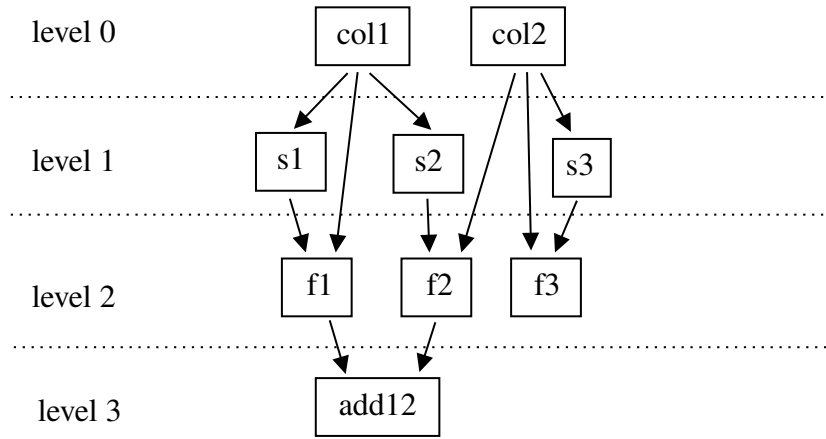 level 0 col1 col2
level 1 s1 s2 s3
level 2 f1 f2 f3
level 3 add12